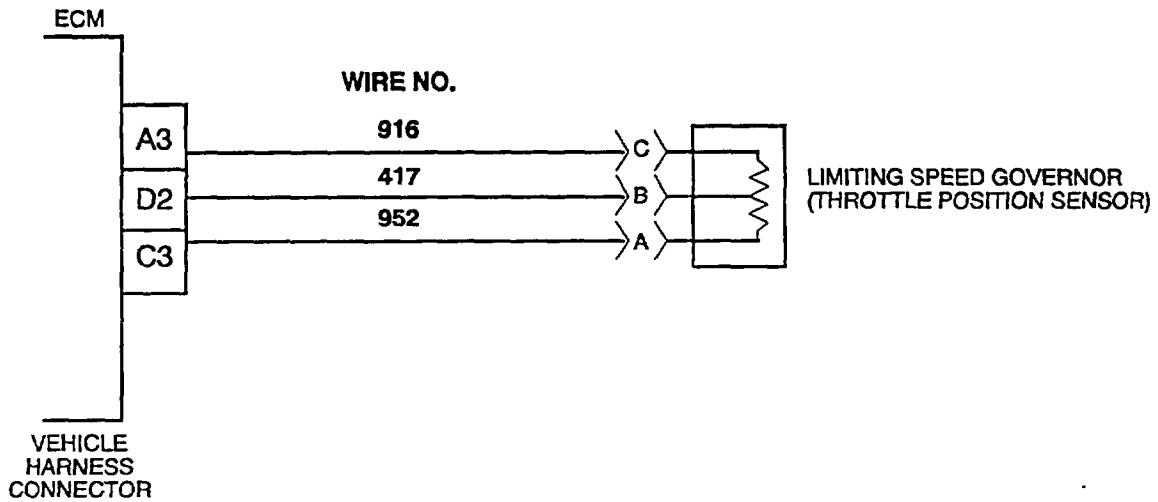 ECM
WIRE NO.
A3
916
C
D2
417
B
C3
952
A
LIMITING SPEED GOVERNOR
(THROTTLE POSITION SENSOR)
VEHICLE
HARNESS
CONNECTOR